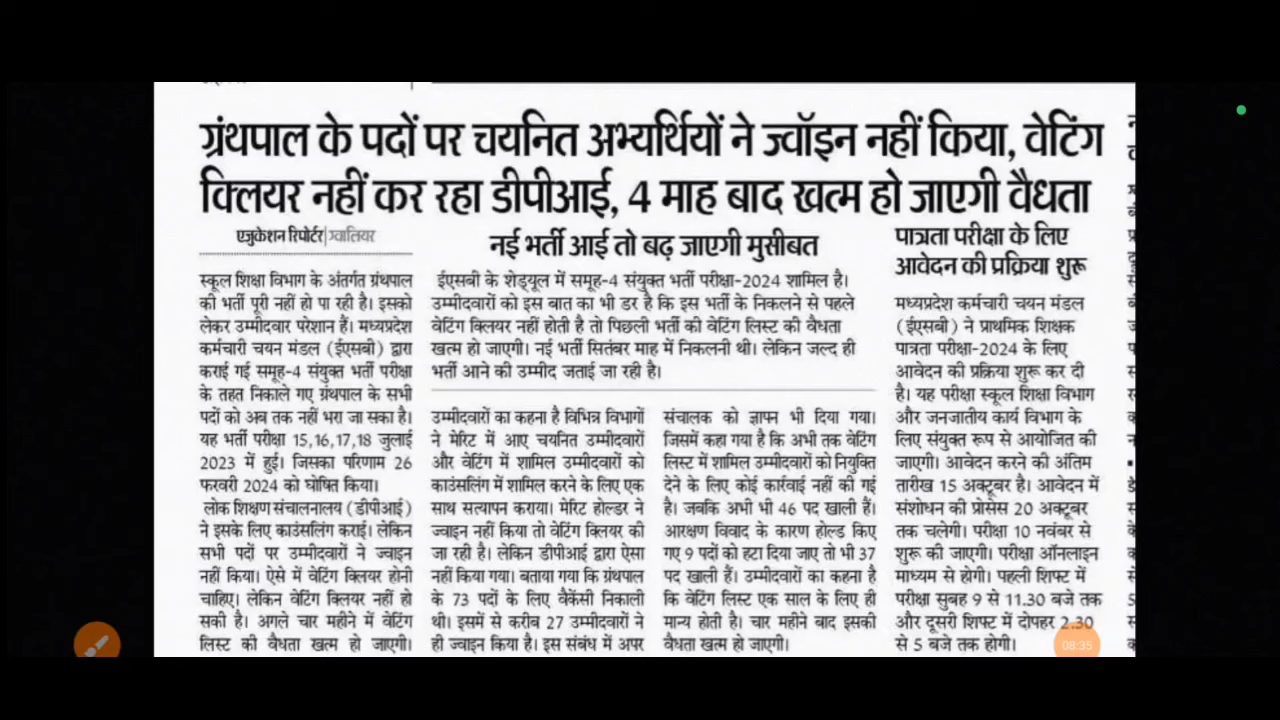 ग्रंथपाल के पदों पर चयनित अभ्यर्थियों ने ज्वॉइन नहीं किया, वेटिंग
क्लियर नहीं कर रहा डीपीआई, 4 माह बाद खत्म हो जाएगी वैधता
एजुकेशन रिपोर्टर|ग्वालियर
स्कूल शिक्षा विभाग के अंतर्गत ग्रंथपाल
की भर्ती पूरी नहीं हो पा रही है। इसको
लेकर उम्मीदवार परेशान हैं। मध्यप्रदेश
कर्मचारी चयन मंडल (ईएसबी) द्वारा
कराई गई समूह-4 संयुक्त भर्ती परीक्षा
के तहत निकाले गए ग्रंथपाल के सभी
पदों को अब तक नहीं भरा जा सका है।
यह भर्ती परीक्षा 15,16,17,18 जुलाई
2023 में हुई। जिसका परिणाम 26
फरवरी 2024 को घोषित किया।
लोक शिक्षण संचालनालय (डीपीआई)
ने इसके लिए काउंसलिंग कराई। लेकिन
सभी पदों पर उम्मीदवारों ने ज्वाइन
नहीं किया। ऐसे में वेटिंग क्लियर होनी
चाहिए। लेकिन वेटिंग क्लियर नहीं हो
सकी है। अगले चार महीने में वेटिंग
लिस्ट की वैधता खत्म हो जाएगी।
नई भर्ती आई तो बढ़ जाएगी मुसीबत
ईएसबी के शेड्यूल में समूह-4 संयुक्त भर्ती परीक्षा-2024 शामिल है।
उम्मीदवारों को इस बात का भी डर है कि इस भर्ती के निकलने से पहले
वेटिंग क्लियर नहीं होती है तो पिछली भर्ती की वेटिंग लिस्ट की वैधता
खत्म हो जाएगी। नई भर्ती सितंबर माह में निकलनी थी। लेकिन जल्द ही
भर्ती आने की उम्मीद जताई जा रही है।
उम्मीदवारों का कहना है विभिन्न विभागों
ने मेरिट में आए चयनित उम्मीदवारों
और वेटिंग में शामिल उम्मीदवारों को
काउंसलिंग में शामिल करने के लिए एक
साथ सत्यापन कराया। मेरिट होल्डर ने
ज्वाइन नहीं किया तो वेटिंग क्लियर की
जा रही है। लेकिन डीपीआई द्वारा ऐसा
नहीं किया गया। बताया गया कि ग्रंथपाल
के 73 पदों के लिए वैकेंसी निकाली
थी। इसमें से करीब 27 उम्मीदवारों ने
ही ज्वाइन किया है। इस संबंध में अपर
संचालक को ज्ञापन भी दिया गया।
जिसमें कहा गया है कि अभी तक वेटिंग
लिस्ट में शामिल उम्मीदवारों को नियुक्ति
देने के लिए कोई कार्रवाई नहीं की गई
है। जबकि अभी भी 46 पद खाली हैं।
आरक्षण विवाद के कारण होल्ड किए
गए 9 पदों को हटा दिया जाए तो भी 37
पद खाली हैं। उम्मीदवारों का कहना है
कि वेटिंग लिस्ट एक साल के लिए ही
मान्य होती है। चार महीने बाद इसकी
वैधता खत्म हो जाएगी।
पात्रता परीक्षा के लिए
आवेदन की प्रक्रिया शुरू
मध्यप्रदेश कर्मचारी चयन मंडल
(ईएसबी) ने प्राथमिक शिक्षक
पात्रता परीक्षा-2024 के लिए
आवेदन की प्रक्रिया शुरू कर दी
है। यह परीक्षा स्कूल शिक्षा विभाग
और जनजातीय कार्य विभाग के
लिए संयुक्त रूप से आयोजित की
जाएगी। आवेदन करने की अंतिम
तारीख 15 अक्टूबर है। आवेदन में
संशोधन की प्रोसेस 20 अक्टूबर
तक चलेगी। परीक्षा 10 नवंबर से
शुरू की जाएगी। परीक्षा ऑनलाइन
माध्यम से होगी। पहली शिफ्ट में
परीक्षा सुबह 9 से 11.30 बजे तक
और दूसरी शिफ्ट में दोपहर 2.30
से 5 बजे तक होगी।
08:35